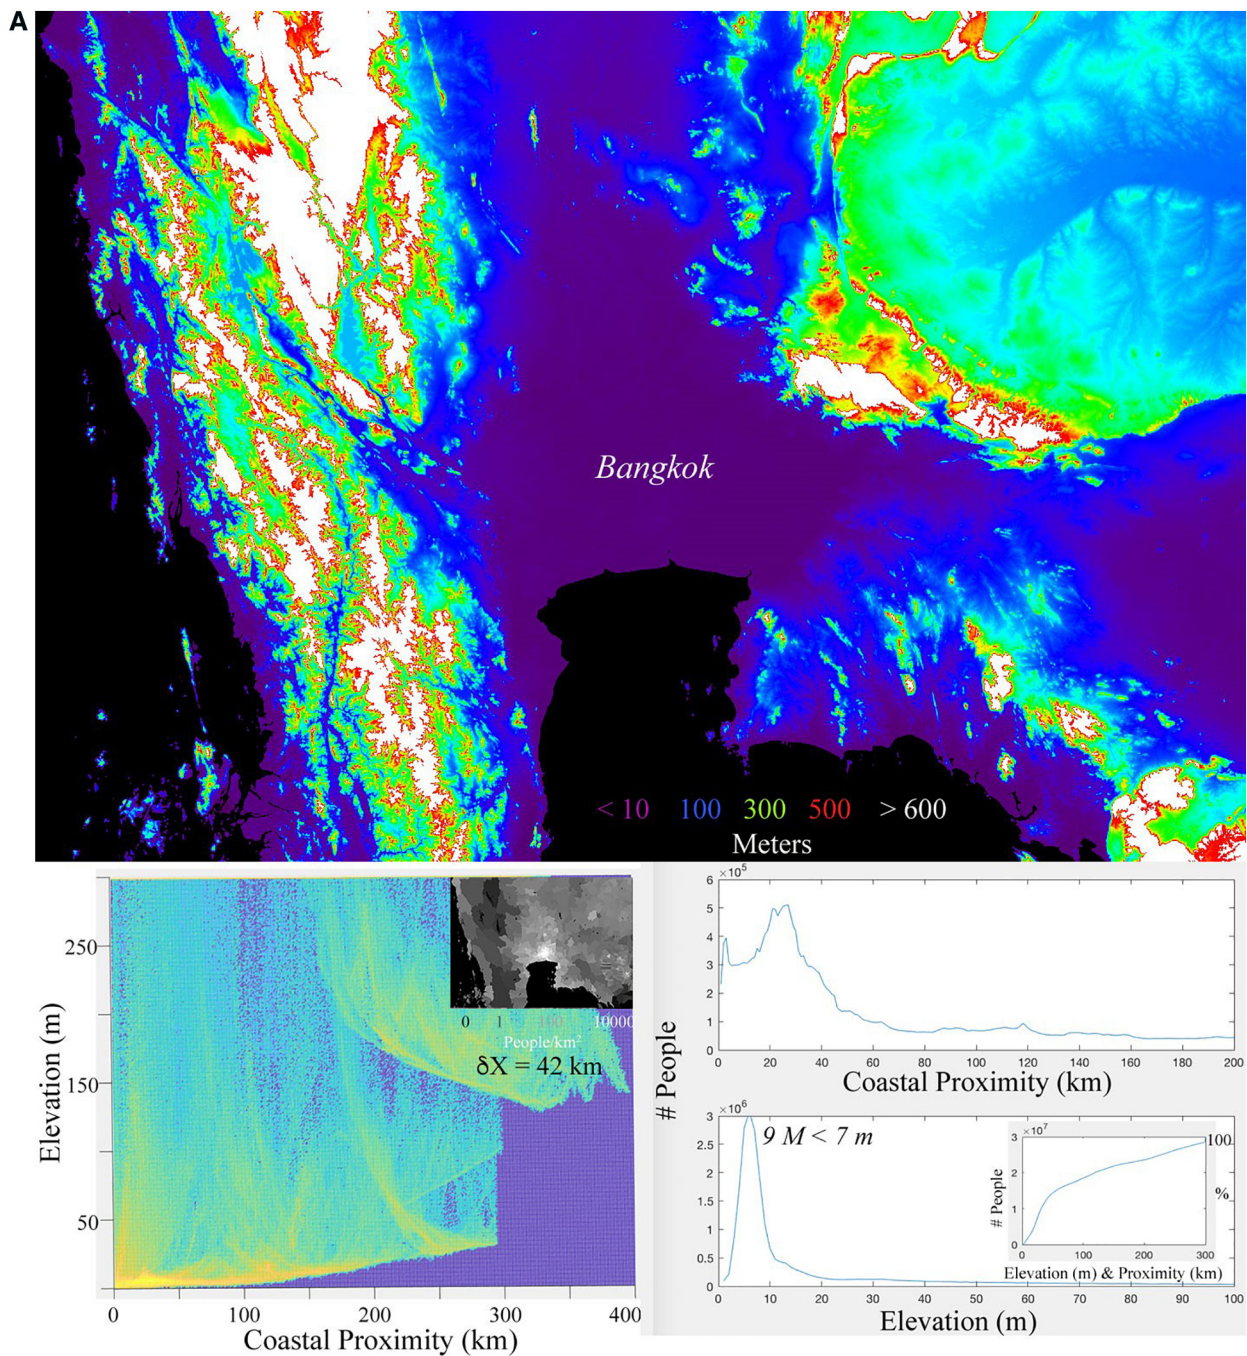 A
Bangkok
< 10 100 300 500 > 600
Meters
Elevation (m)
250
150
50
0 100 200 300 400
Coastal Proximity (km)
0 1 100 10000
People/km²
δX = 42 km
# People
×10⁵
6
5
4
3
2
1
0
0 20 40 60 80 100 120 140 160 180 200
Coastal Proximity (km)
×10⁶
3
2.5
2
1.5
1
0.5
0
0 10 20 30 40 50 60 70 80 90 100
Elevation (m)
9 M < 7 m
×10⁷
# People
3
2
1
0
0 100 200 300
100
%
Elevation (m) & Proximity (km)